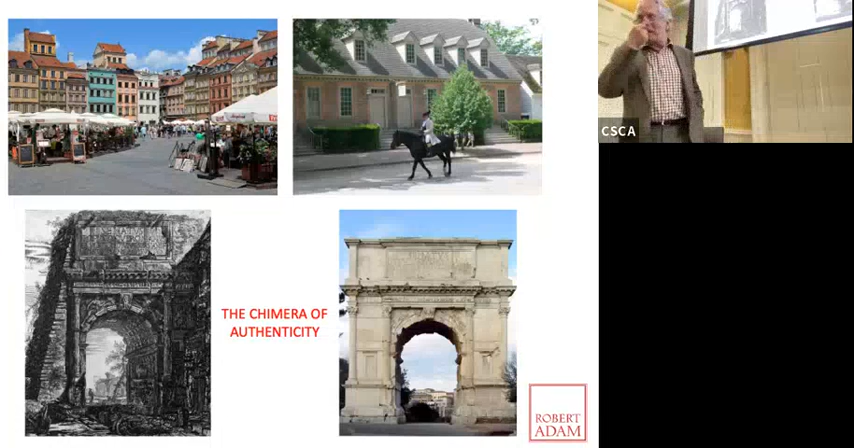 CSCA
THE CHIMERA OF
AUTHENTICITY
ROBERT
ADAM